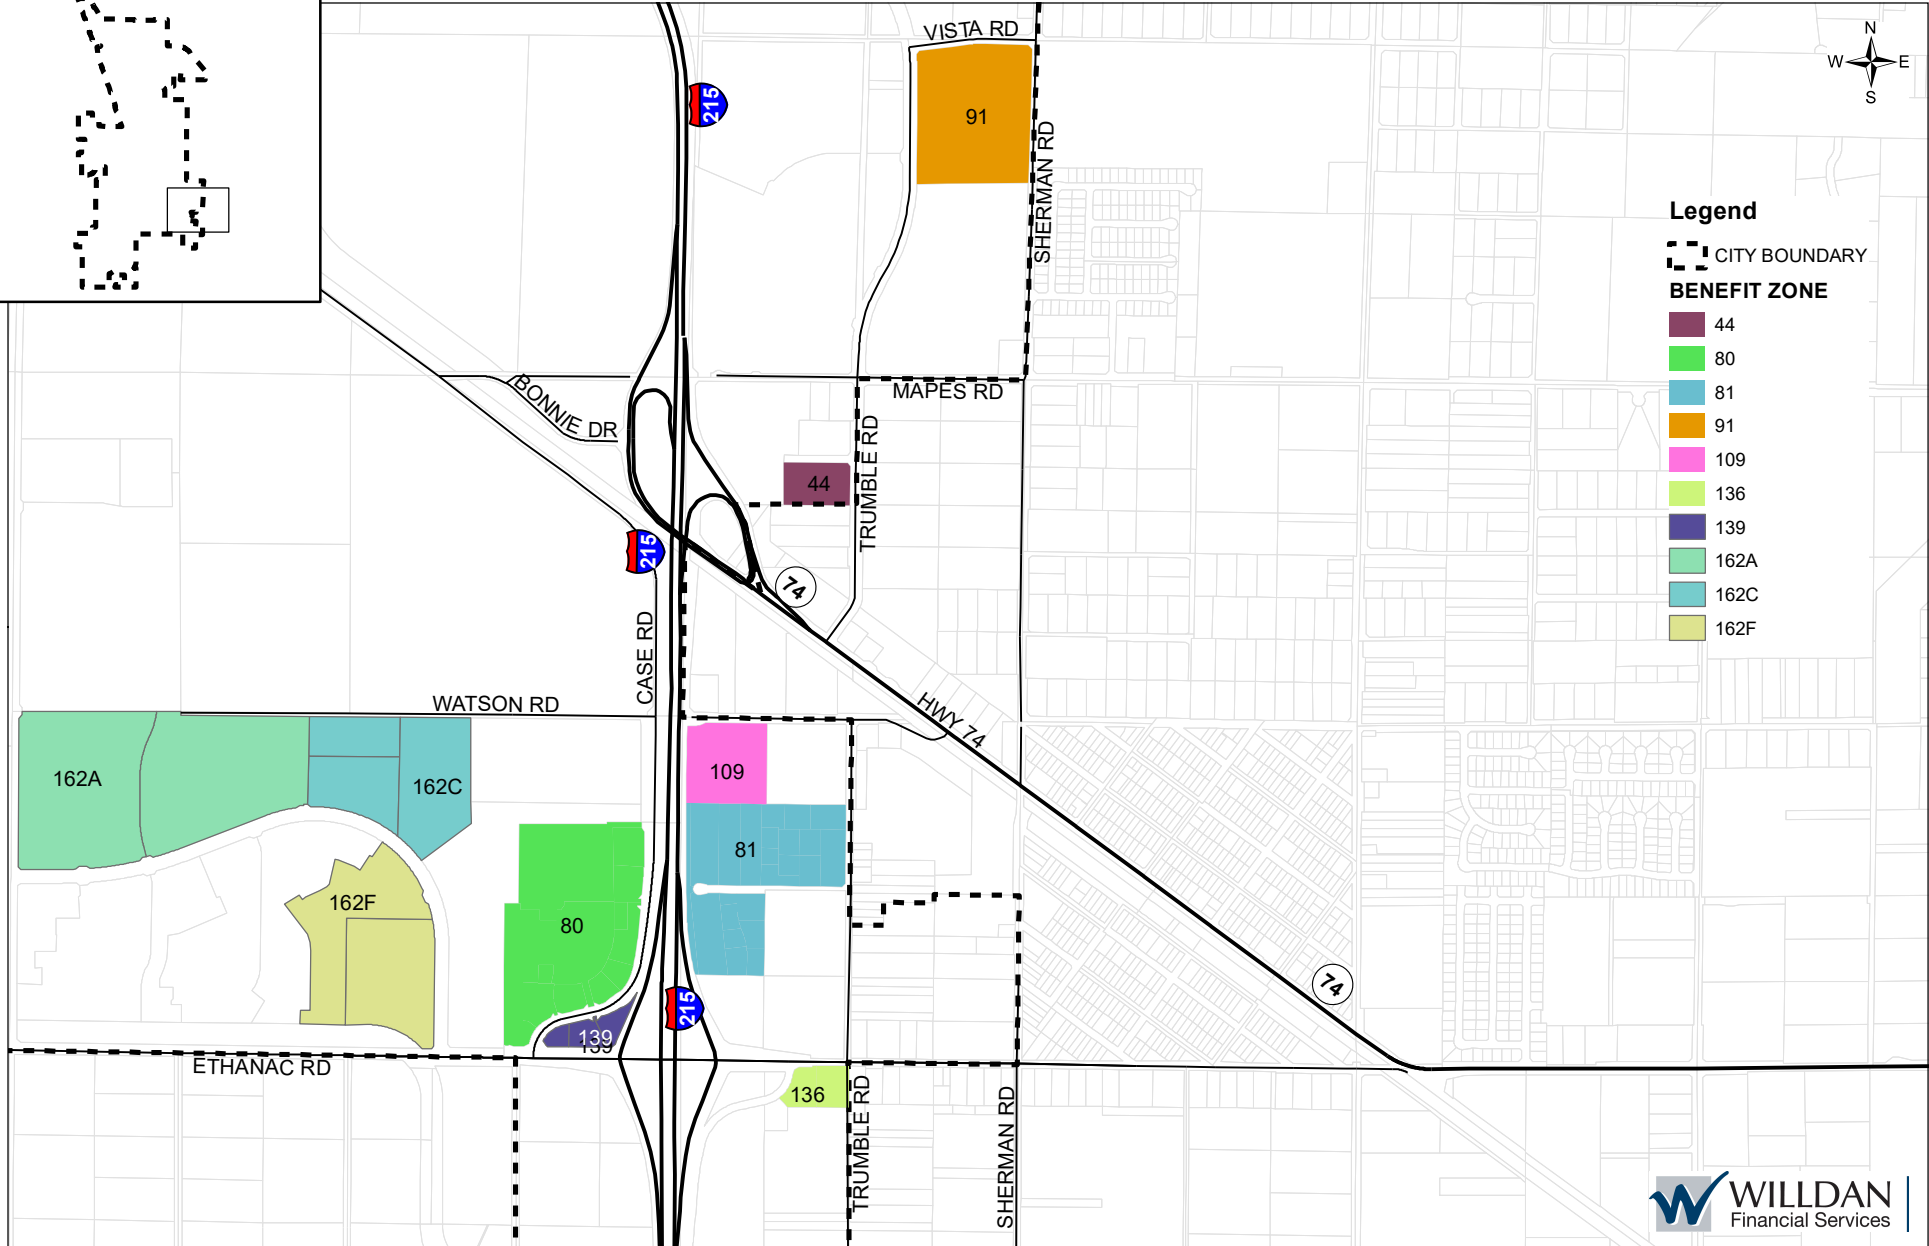 VISTA RD
N
W E
S
215
91
SHERMAN RD
Legend
CITY BOUNDARY
BENEFIT ZONE
44
80
81
91
109
136
139
162A
162C
162F
BONNIE DR
MAPES RD
TRUMBLE RD
44
215
74
CASE RD
WATSON RD
HWY 74
162A
162C
109
81
162F
80
74
215
139
139
ETHANAC RD
136
TRUMBLE RD
SHERMAN RD
WILLDAN
Financial Services